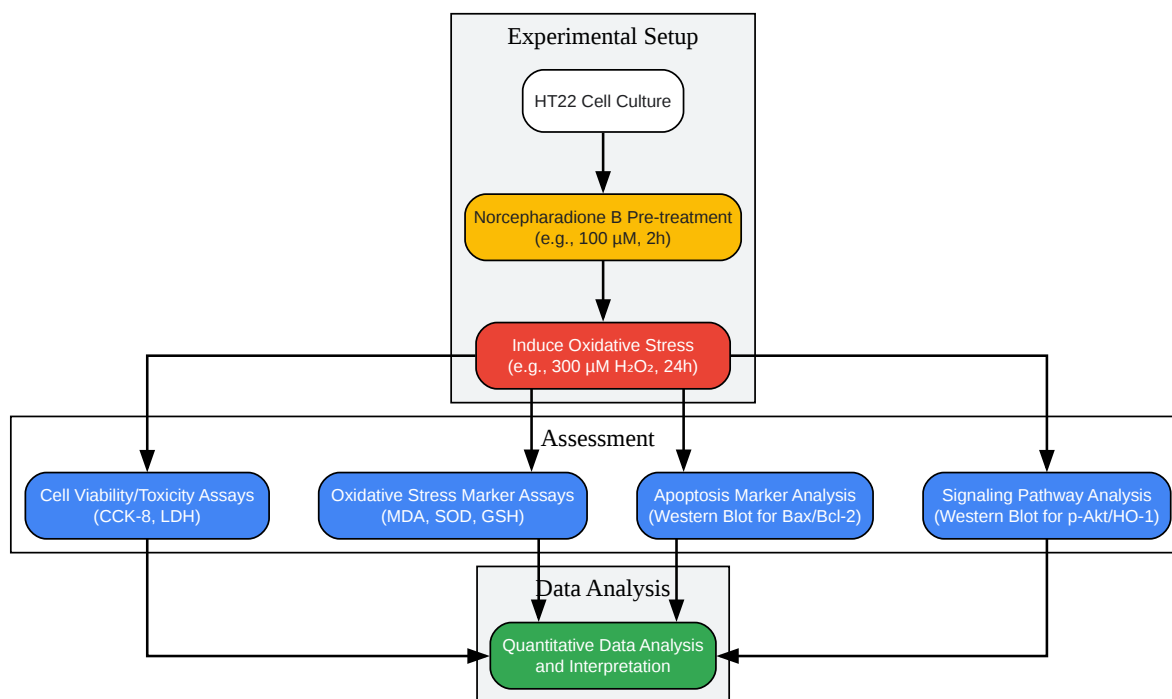 Experimental Setup
HT22 Cell Culture
Norcepharadione B Pre-treatment
(e.g., 100 µM, 2h)
Induce Oxidative Stress
(e.g., 300 µM H₂O₂, 24h)
Assessment
Cell Viability/Toxicity Assays
(CCK-8, LDH)
Oxidative Stress Marker Assays
(MDA, SOD, GSH)
Apoptosis Marker Analysis
(Western Blot for Bax/Bcl-2)
Signaling Pathway Analysis
(Western Blot for p-Akt/HO-1)
Data Analysis
Quantitative Data Analysis
and Interpretation